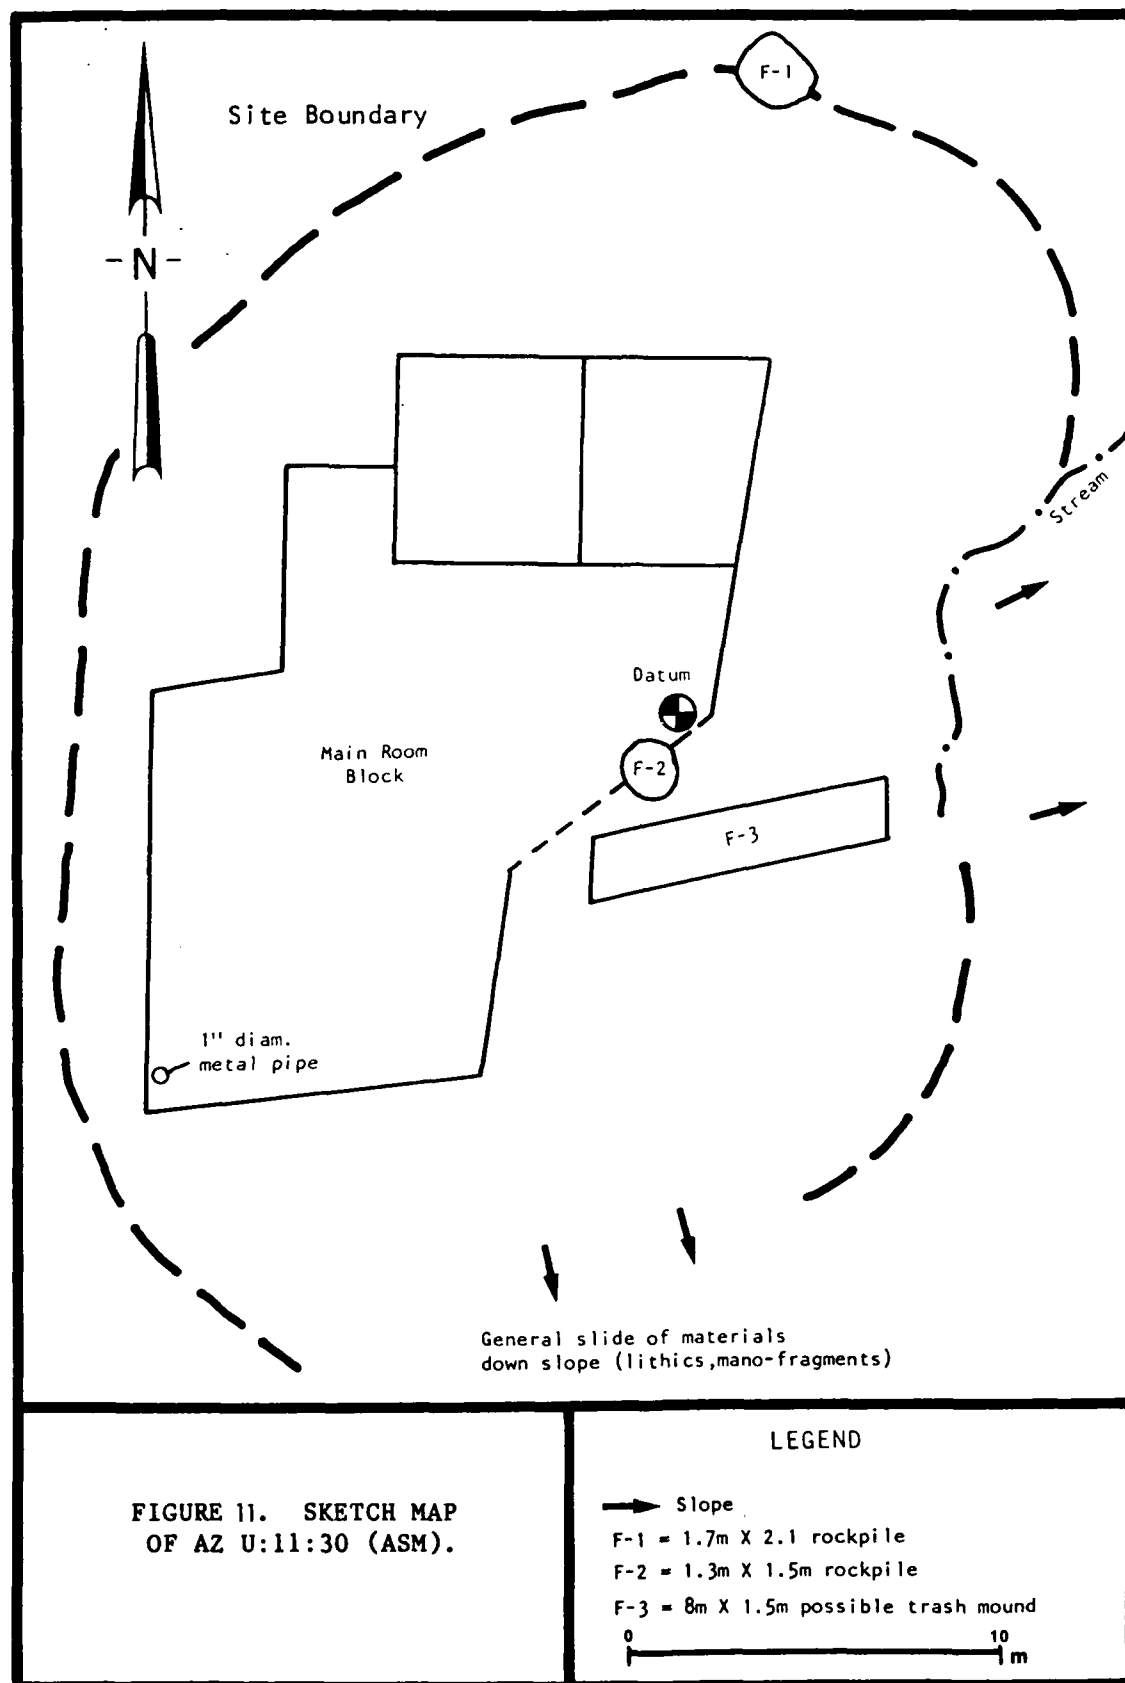 F-1
Site Boundary
-N-
Stream
Datum
Main Room
Block
F-2
F-3
1" diam.
metal pipe
General slide of materials
down slope (lithics,mano-fragments)
FIGURE 11. SKETCH MAP
OF AZ U:11:30 (ASM).
LEGEND
Slope
F-1 = 1.7m X 2.1 rockpile
F-2 = 1.3m X 1.5m rockpile
F-3 = 8m X 1.5m possible trash mound
0 10
m